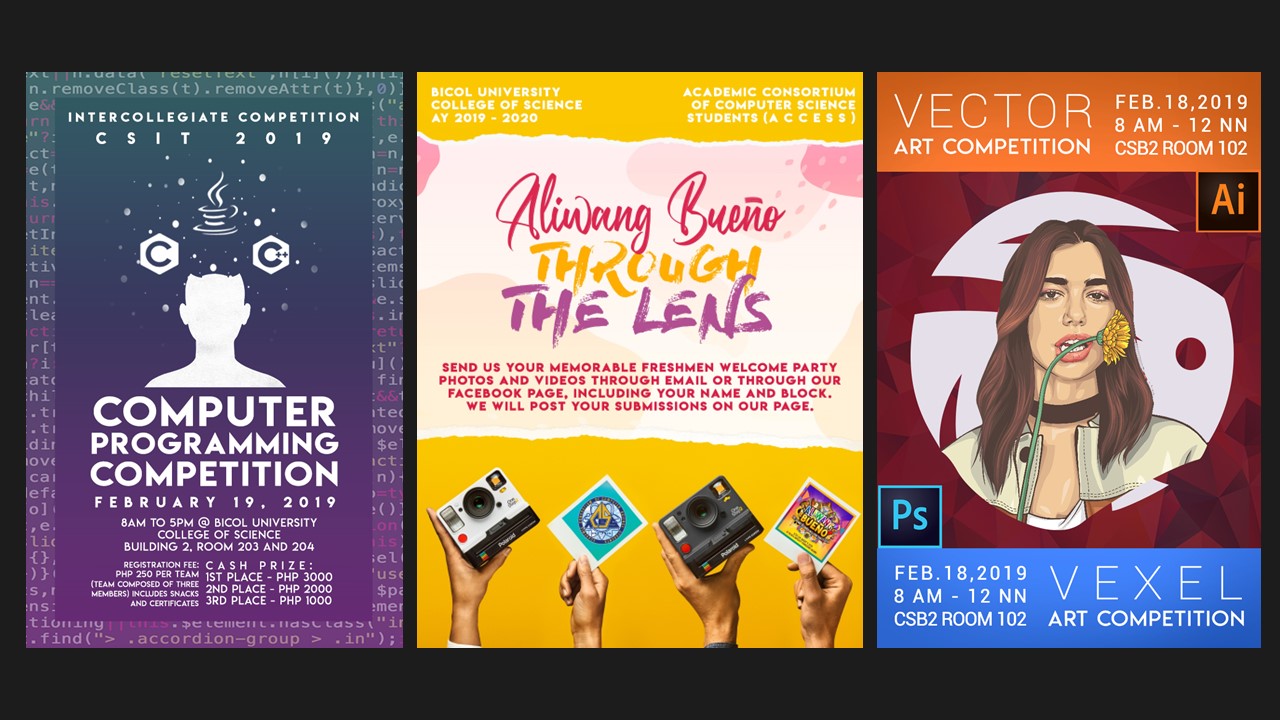 INTERCOLLEGIATE COMPETITION
CSIT 2019
C
C++
COMPUTER
PROGRAMMING
COMPETITION
FEBRUARY 19, 2019
8AM TO 5PM @ BICOL UNIVERSITY
COLLEGE OF SCIENCE
BUILDING 2, ROOM 203 AND 204
REGISTRATION FEE:
PHP 250 PER TEAM
(TEAM COMPOSED OF THREE
MEMBERS) INCLUDES SNACKS
AND CERTIFICATES
CASH PRIZE:
1ST PLACE - PHP 3000
2ND PLACE - PHP 2000
3RD PLACE - PHP 1000
n.removeClass(t).removeAttr(t)},0)
.find("> .accordion-group > .in");
BICOL UNIVERSITY
COLLEGE OF SCIENCE
AY 2019 - 2020
ACADEMIC CONSORTIUM
OF COMPUTER SCIENCE
STUDENTS (A C C E S S )
Aliwang Bueño
THROUGH
THE LENS
SEND US YOUR MEMORABLE FRESHMEN WELCOME PARTY
PHOTOS AND VIDEOS THROUGH EMAIL OR THROUGH OUR
FACEBOOK PAGE, INCLUDING YOUR NAME AND BLOCK.
WE WILL POST YOUR SUBMISSIONS ON OUR PAGE.
Polaroid
Polaroid
BUEÑO
VECTOR
ART COMPETITION
FEB.18,2019
8 AM - 12 NN
CSB2 ROOM 102
Ai
Ps
FEB.18,2019
8 AM - 12 NN
CSB2 ROOM 102
VEXEL
ART COMPETITION